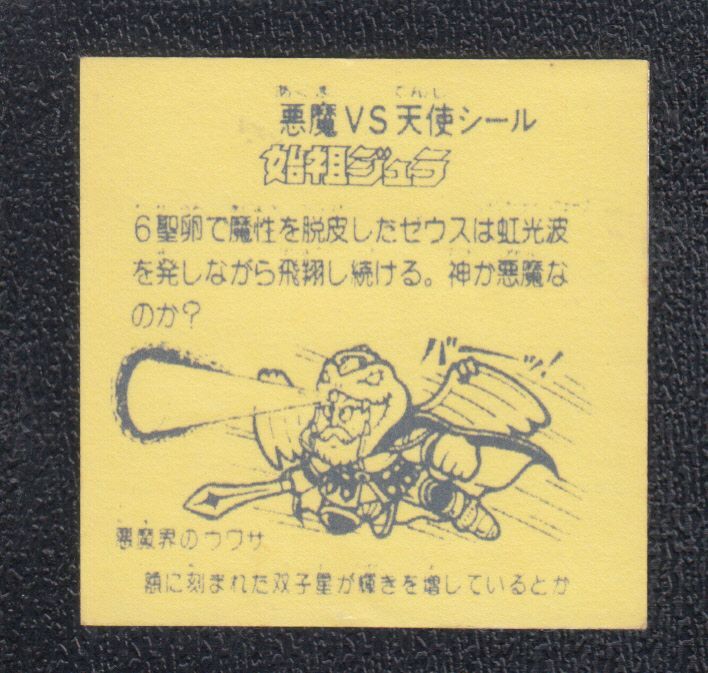 あくま てんし
悪魔VS天使シール
始祖ジュラ
6聖卵で魔性を脱皮したゼウスは虹光波
を発しながら飛翔し続ける。神か悪魔な
のか?
バーッ!
悪魔界のウワサ
額に刻まれた双子星が輝きを増しているとか